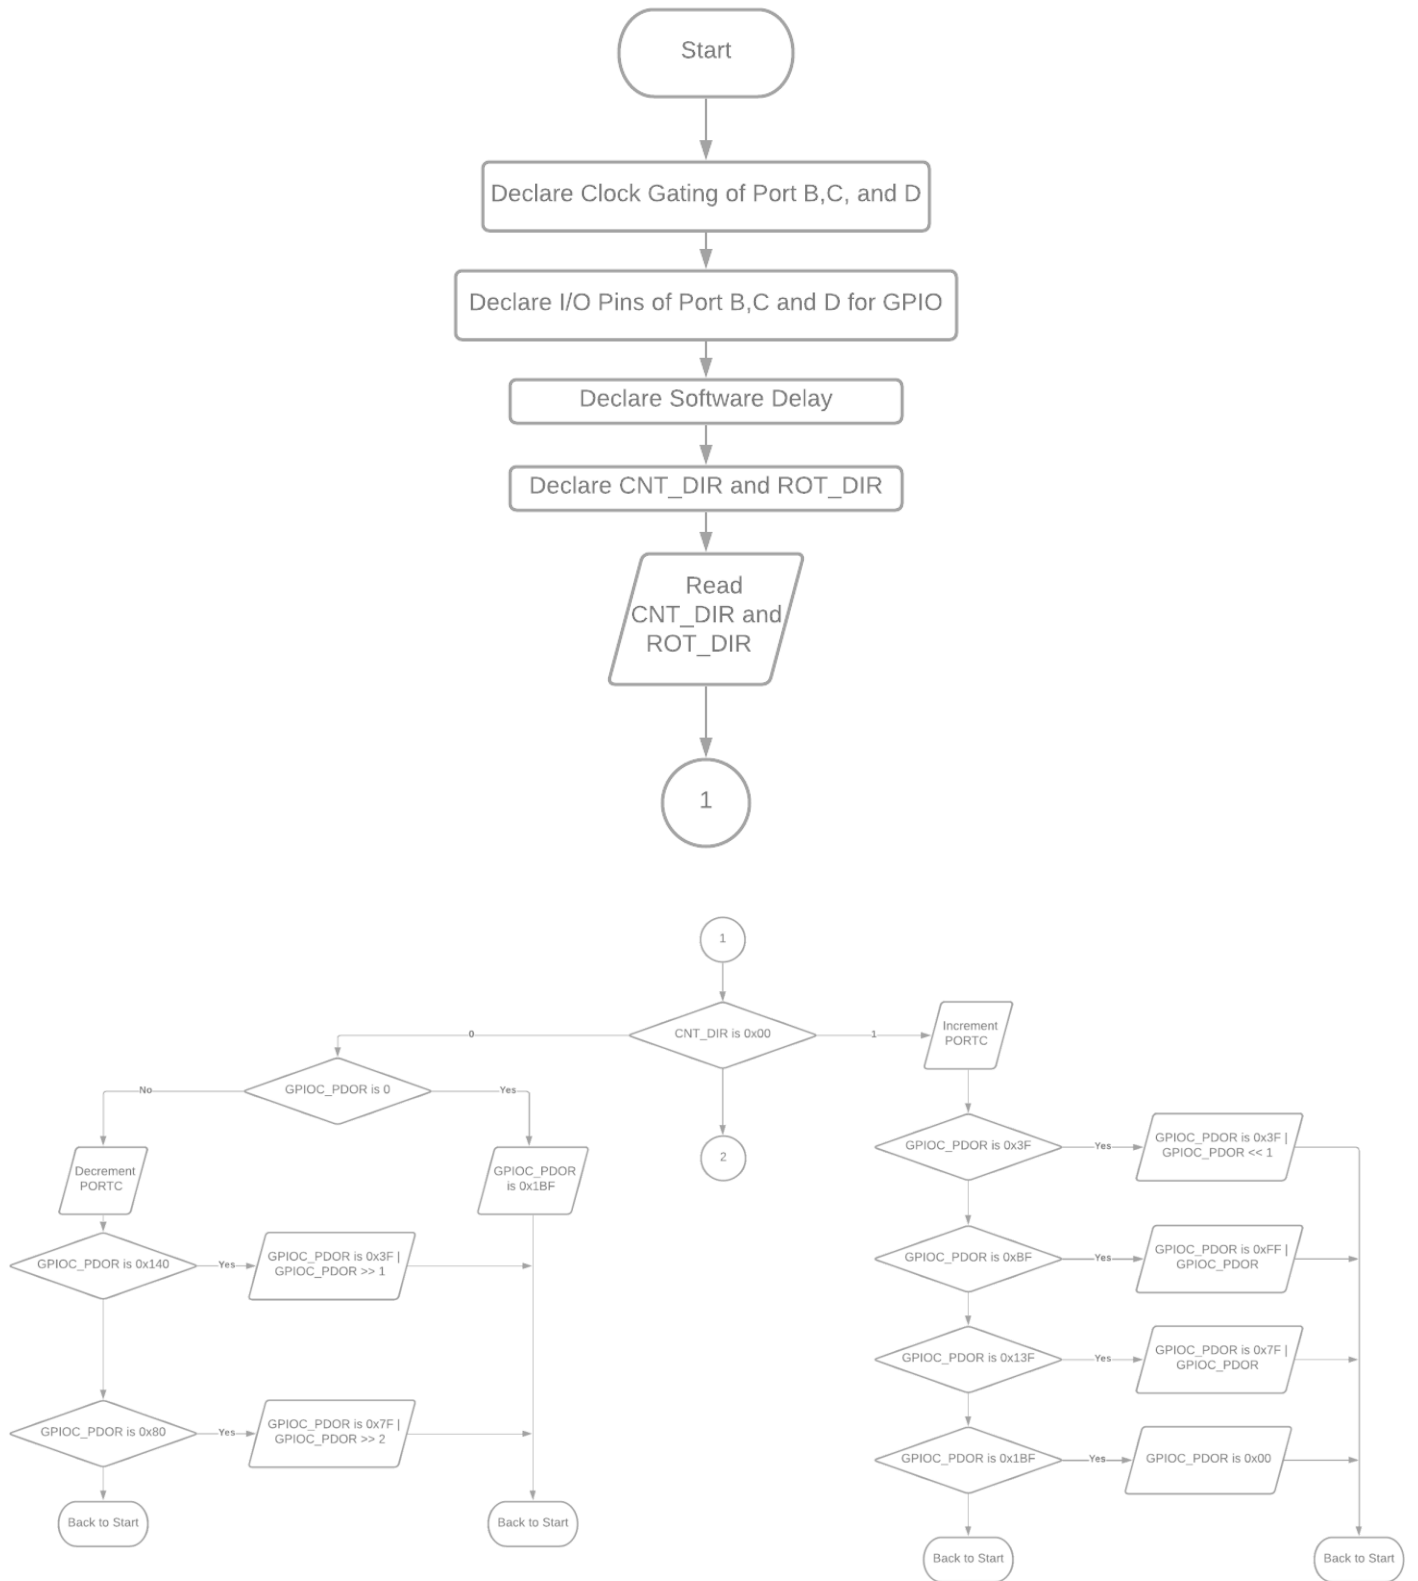 Start
Declare Clock Gating of Port B,C, and D
Declare I/O Pins of Port B,C and D for GPIO
Declare Software Delay
Declare CNT_DIR and ROT_DIR
Read
CNT_DIR and
ROT_DIR
1
1
CNT_DIR is 0x00
0
1
Increment
PORTC
GPIOC_PDOR is 0
No
Yes
2
Decrement
PORTC
GPIOC_PDOR
is 0x1BF
GPIOC_PDOR is 0x140
Yes
GPIOC_PDOR is 0x3F |
GPIOC_PDOR >> 1
GPIOC_PDOR is 0x80
Yes
GPIOC_PDOR is 0x7F |
GPIOC_PDOR >> 2
Back to Start
Back to Start
GPIOC_PDOR is 0x3F
Yes
GPIOC_PDOR is 0x3F |
GPIOC_PDOR << 1
GPIOC_PDOR is 0xBF
Yes
GPIOC_PDOR is 0xFF |
GPIOC_PDOR
GPIOC_PDOR is 0x13F
Yes
GPIOC_PDOR is 0x7F |
GPIOC_PDOR
GPIOC_PDOR is 0x1BF
Yes
GPIOC_PDOR is 0x00
Back to Start
Back to Start